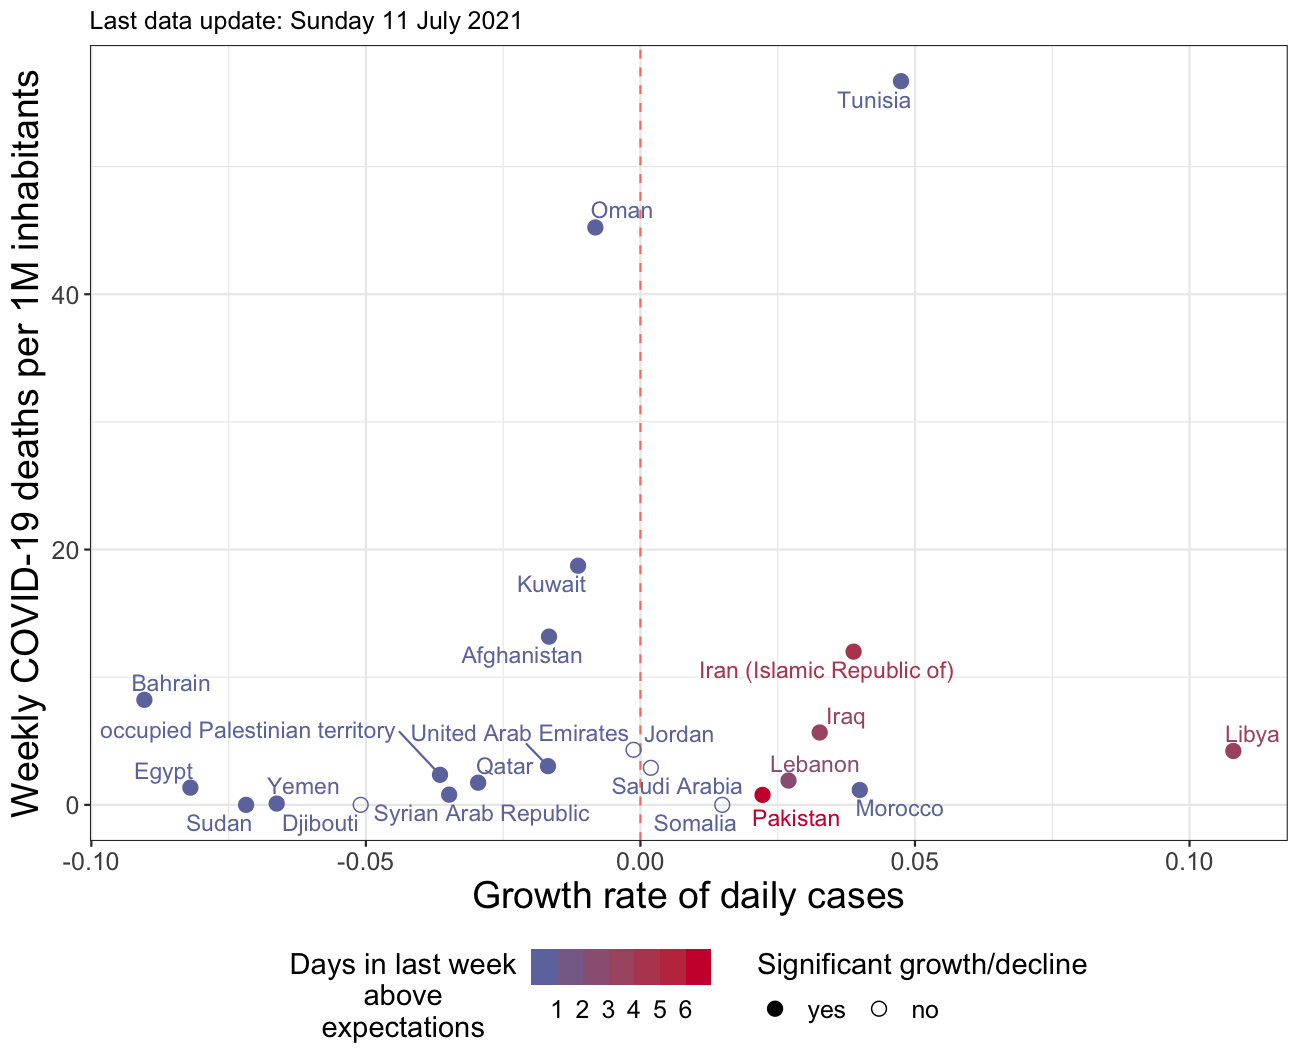 Last data update: Sunday 11 July 2021
Weekly COVID-19 deaths per 1M inhabitants
40
20
0
Tunisia
Oman
Kuwait
Afghanistan
Iran (Islamic Republic of)
Bahrain
Iraq
occupied Palestinian territory
United Arab Emirates
Jordan
Libya
Egypt
Qatar
Lebanon
Yemen
Saudi Arabia
Morocco
Syrian Arab Republic
Sudan
Djibouti
Somalia
Pakistan
-0.10
-0.05
0.00
0.05
0.10
Growth rate of daily cases
Days in last week
above
expectations
1 2 3 4 5 6
Significant growth/decline
yes
no